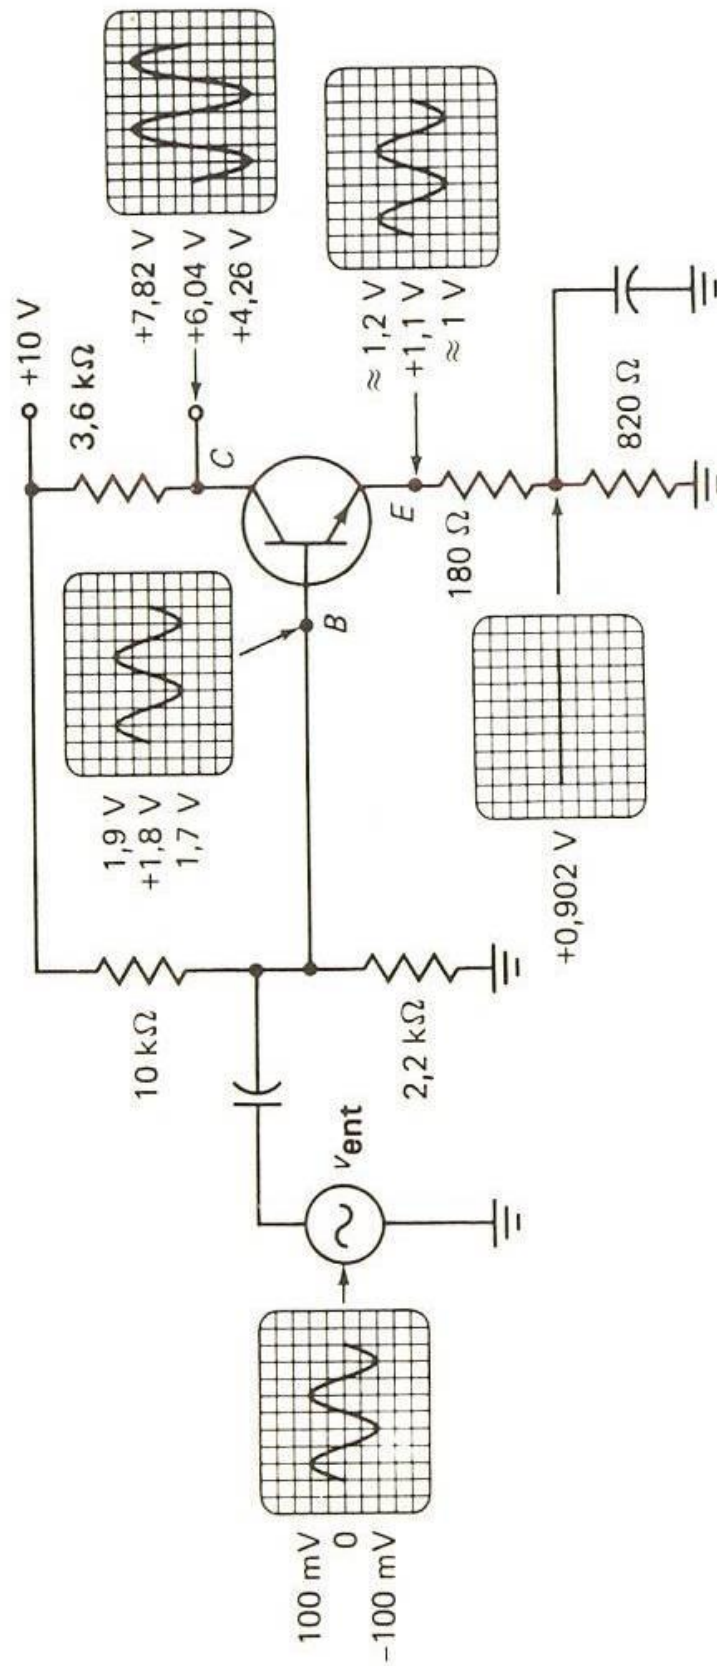 +10 V
3,6 kΩ
+7,82 V
+6,04 V
+4,26 V
C
1,9 V
+1,8 V
1,7 V
B
10 kΩ
≈ 1,2 V
+1,1 V
≈ 1 V
E
180 Ω
820 Ω
2,2 kΩ
+0,902 V
vent
100 mV
0
−100 mV